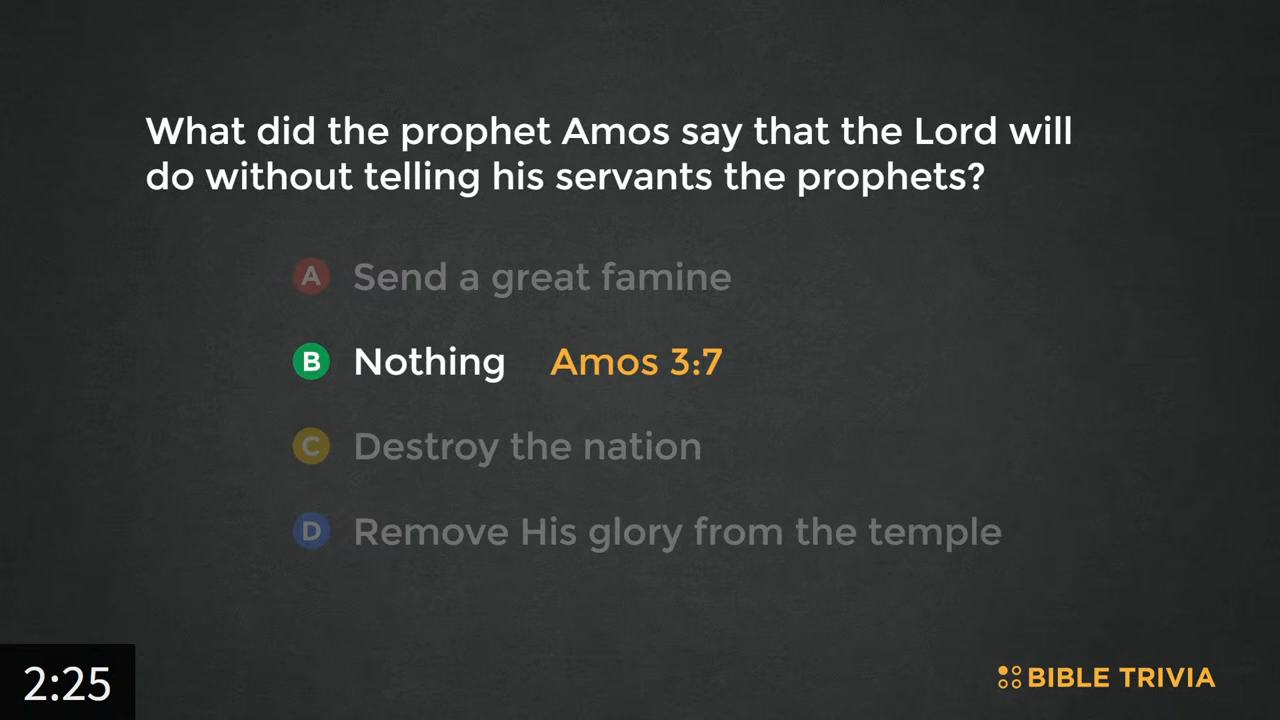 What did the prophet Amos say that the Lord will
do without telling his servants the prophets?
A Send a great famine
B Nothing Amos 3:7
C Destroy the nation
D Remove His glory from the temple
2:25
BIBLE TRIVIA